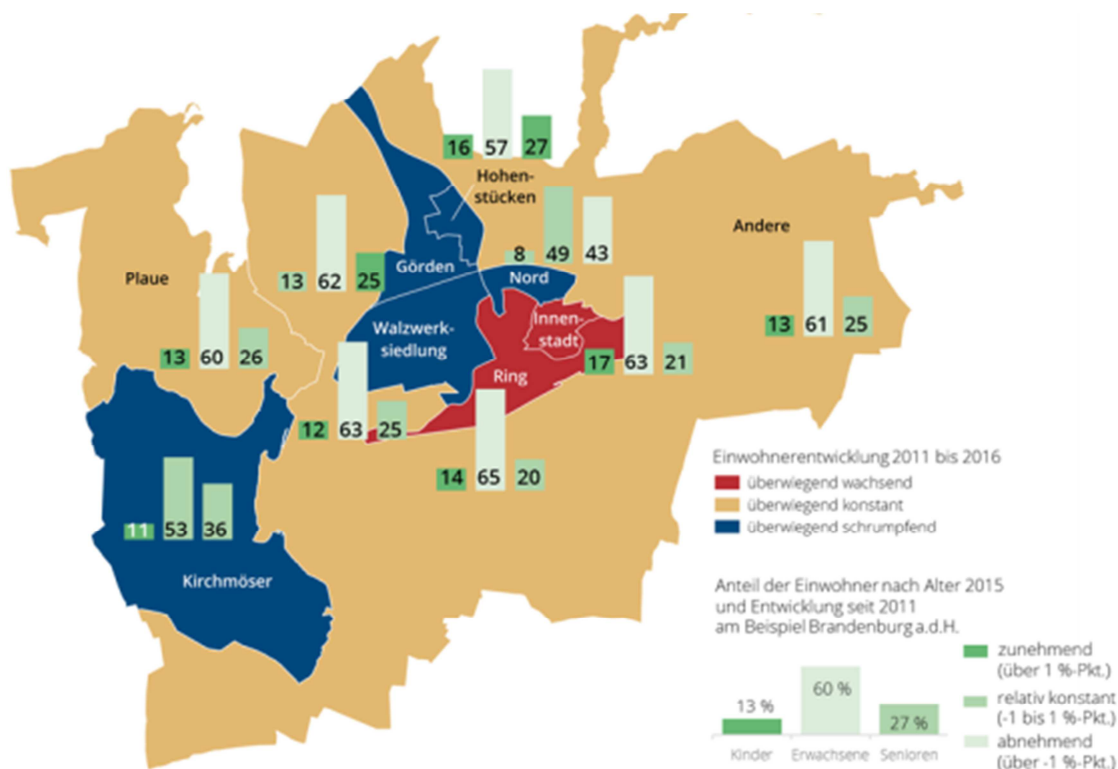 16 57 27
Hohen-
stücken
8 49 43
Andere
13 62 25
Görden
Nord
Plaue
Walzwerk-
siedlung
Innen-
stadt
13 61 25
13 60 26
17 63 21
Ring
12 63 25
14 65 20
11 53 36
Kirchmöser
Einwohnerentwicklung 2011 bis 2016
überwiegend wachsend
überwiegend konstant
überwiegend schrumpfend
Anteil der Einwohner nach Alter 2015
und Entwicklung seit 2011
am Beispiel Brandenburg a.d.H.
13 % 60 % 27 %
Kinder Erwachsene Senioren
zunehmend
(über 1 %-Pkt.)
relativ konstant
(-1 bis 1 %-Pkt.)
abnehmend
(über -1 %-Pkt.)